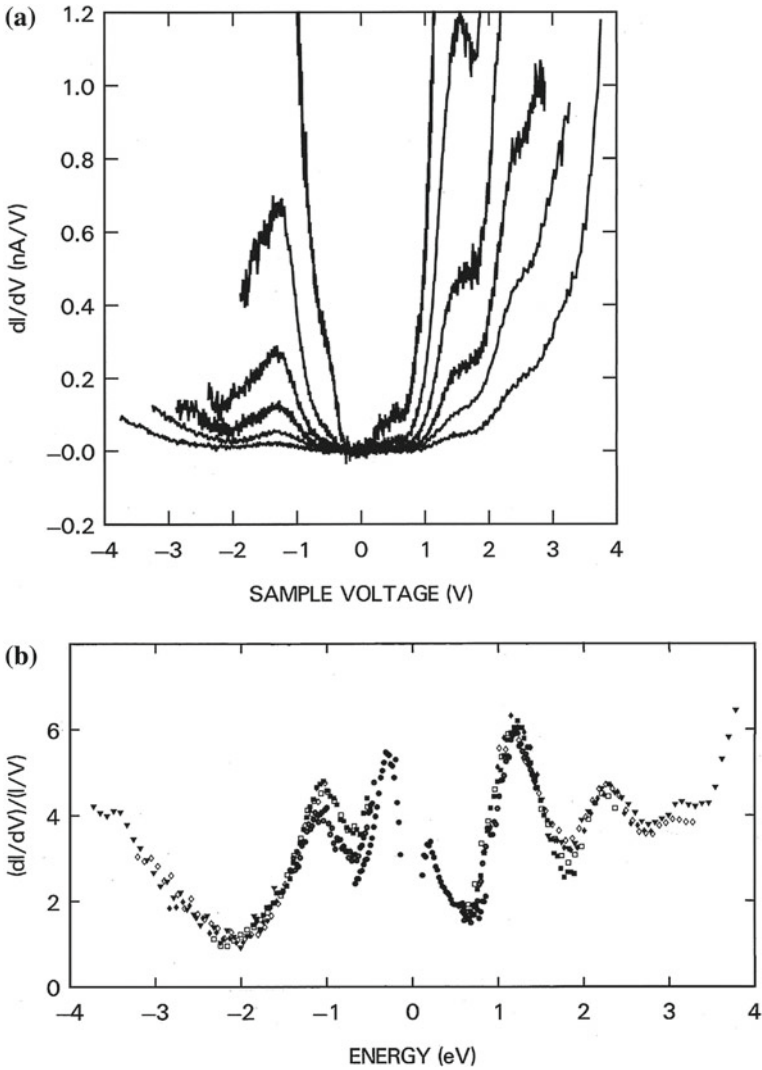 (a)
1.2
1.0
0.8
0.6
0.4
0.2
−0.0
−0.2
dI/dV (nA/V)
−4 −3 −2 −1 0 1 2 3 4
SAMPLE VOLTAGE (V)
(b)
6
4
2
0
(dI/dV)/(I/V)
−4 −3 −2 −1 0 1 2 3 4
ENERGY (eV)